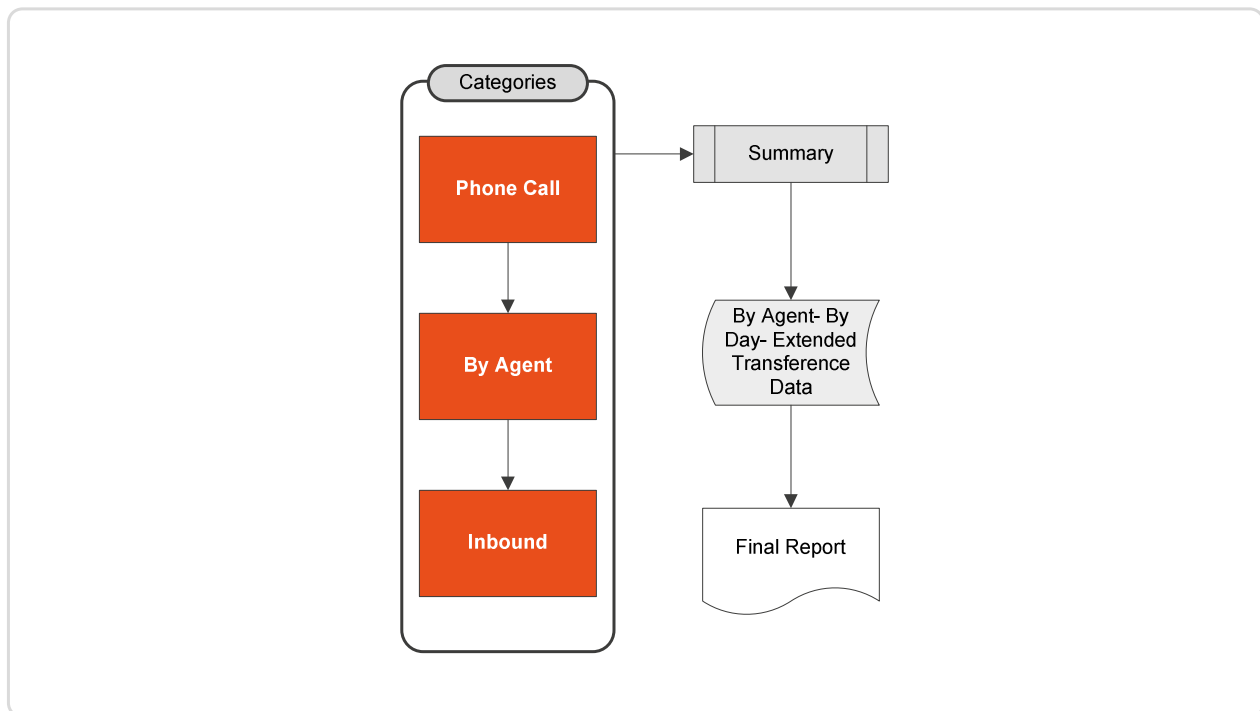 Categories
Phone Call
By Agent
Inbound
Summary
By Agent- By
Day- Extended
Transference
Data
Final Report